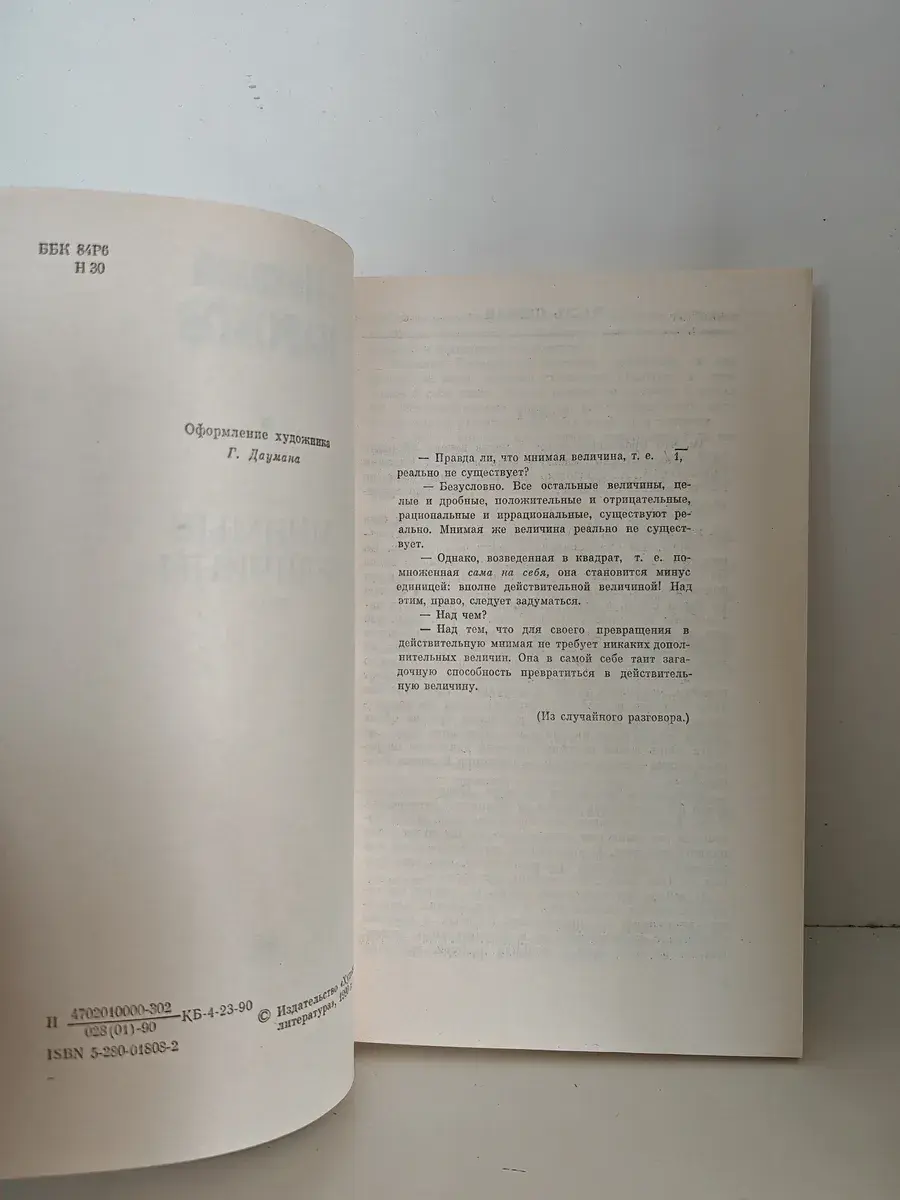 ББК 84Р6
Н 30
Оформление художника
Г. Даумана
Н 4702010000-302
028(01)-90
КБ-4-23-90
ISBN 5-280-01808-2
© Издательство
литература», 1990 г.
— Правда ли, что мнимая величина, т. е. 1,
реально не существует?
— Безусловно. Все остальные величины, це-
лые и дробные, положительные и отрицательные,
рациональные и иррациональные, существуют ре-
ально. Мнимая же величина реально не сущест-
вует.
— Однако, возведенная в квадрат, т. е. по-
множенная сама на себя, она становится минус
единицей: вполне действительной величиной! Над
этим, право, следует задуматься.
— Над чем?
— Над тем, что для своего превращения в
действительную мнимая не требует никаких допол-
нительных величин. Она в самой себе таит зага-
дочную способность превратиться в действитель-
ную величину.
(Из случайного разговора.)